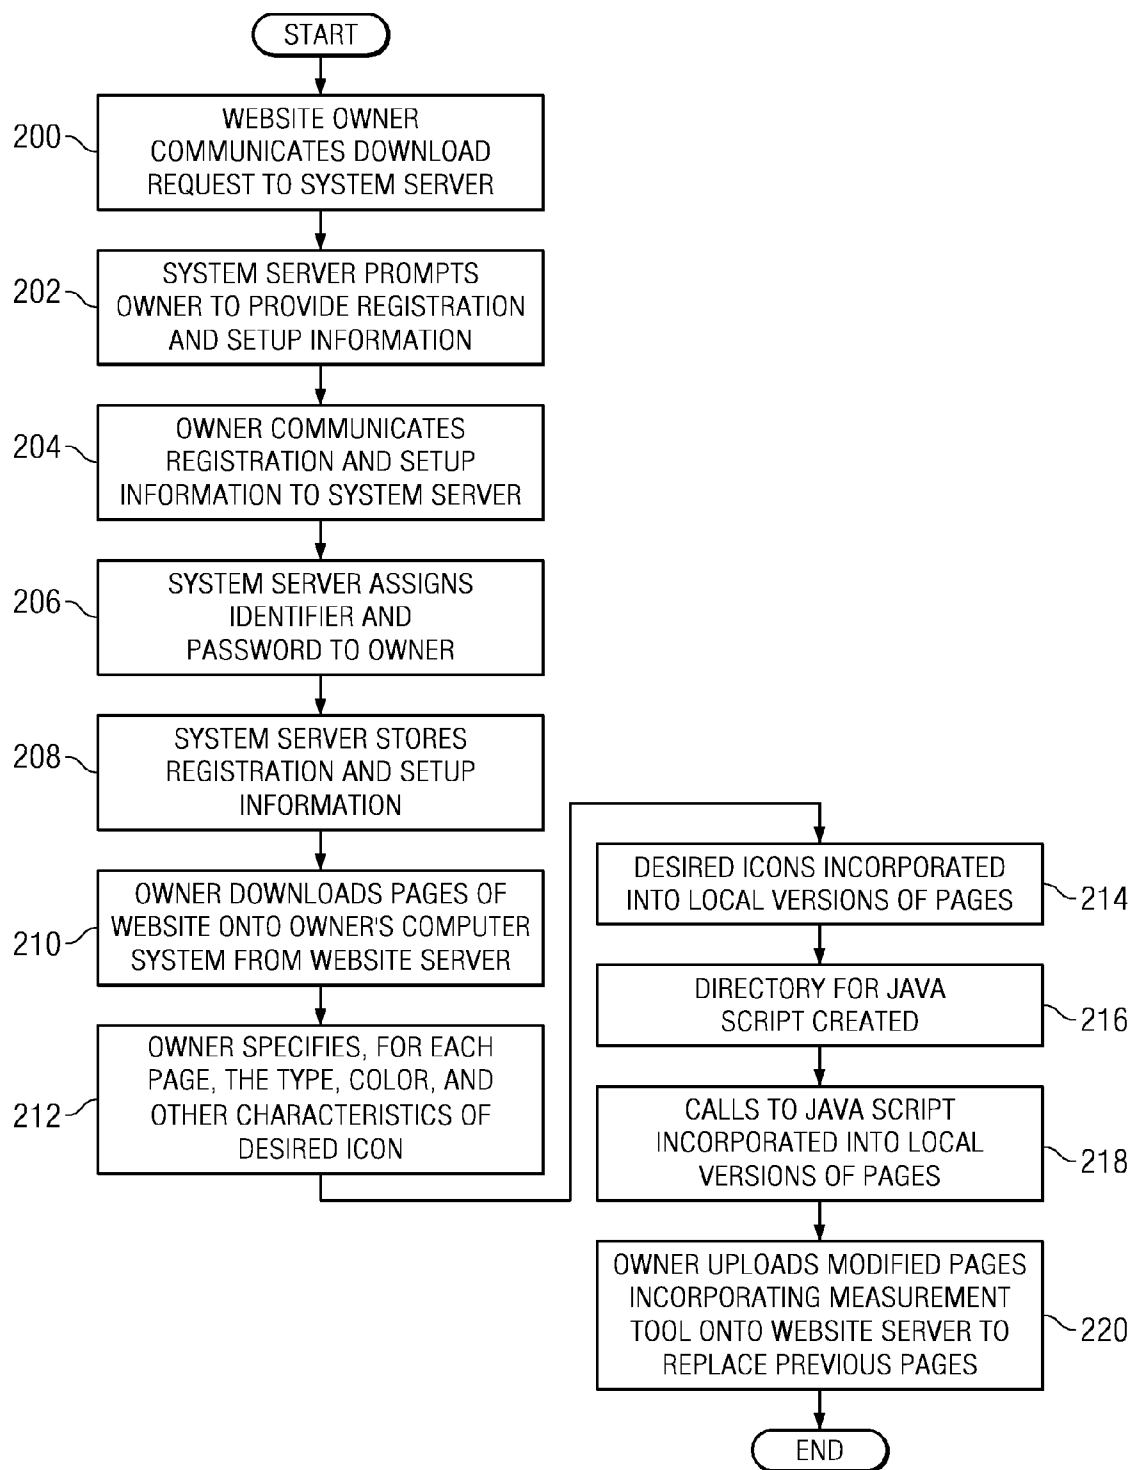 START
200
WEBSITE OWNER
COMMUNICATES DOWNLOAD
REQUEST TO SYSTEM SERVER
202
SYSTEM SERVER PROMPTS
OWNER TO PROVIDE REGISTRATION
AND SETUP INFORMATION
204
OWNER COMMUNICATES
REGISTRATION AND SETUP
INFORMATION TO SYSTEM SERVER
206
SYSTEM SERVER ASSIGNS
IDENTIFIER AND
PASSWORD TO OWNER
208
SYSTEM SERVER STORES
REGISTRATION AND SETUP
INFORMATION
210
OWNER DOWNLOADS PAGES OF
WEBSITE ONTO OWNER'S COMPUTER
SYSTEM FROM WEBSITE SERVER
212
OWNER SPECIFIES, FOR EACH
PAGE, THE TYPE, COLOR, AND
OTHER CHARACTERISTICS OF
DESIRED ICON
DESIRED ICONS INCORPORATED
INTO LOCAL VERSIONS OF PAGES
214
DIRECTORY FOR JAVA
SCRIPT CREATED
216
CALLS TO JAVA SCRIPT
INCORPORATED INTO LOCAL
VERSIONS OF PAGES
218
OWNER UPLOADS MODIFIED PAGES
INCORPORATING MEASUREMENT
TOOL ONTO WEBSITE SERVER TO
REPLACE PREVIOUS PAGES
220
END